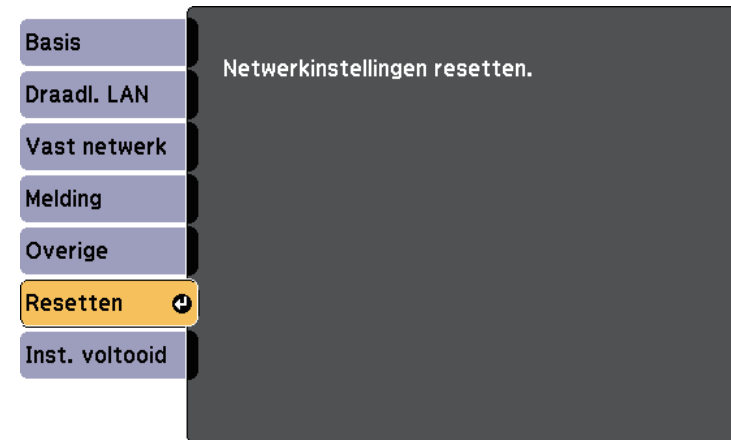 Basis
Netwerkinstellingen resetten.
Draadl. LAN
Vast netwerk
Melding
Overige
Resetten
Inst. voltooid